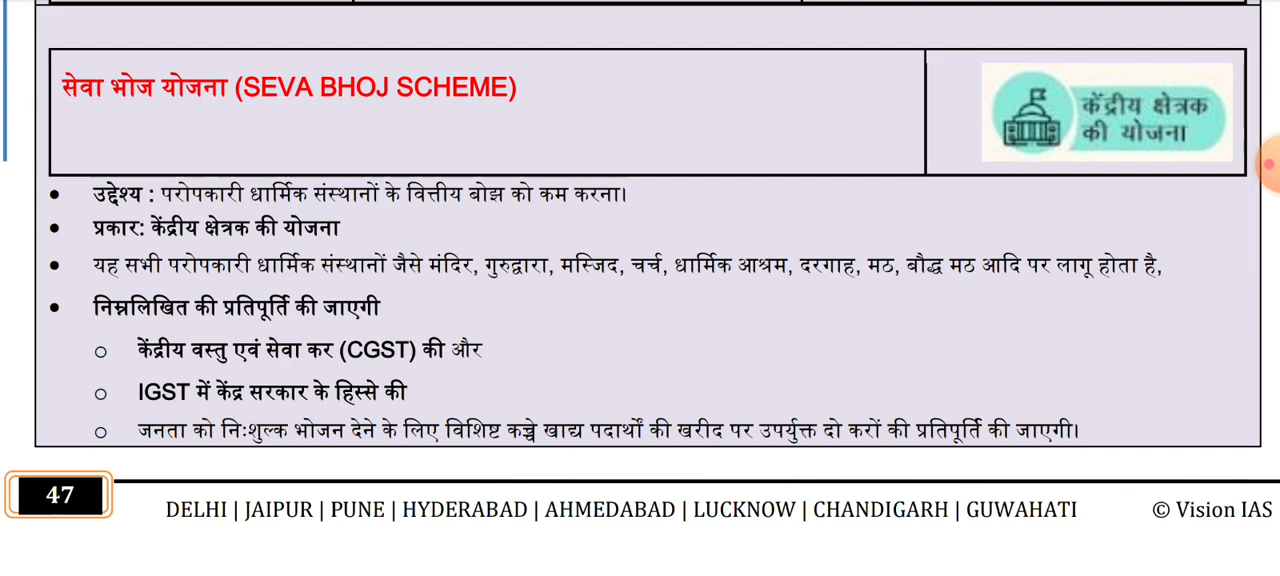 सेवा भोज योजना (SEVA BHOJ SCHEME)
केंद्रीय क्षेत्रक
की योजना
• उद्देश्य : परोपकारी धार्मिक संस्थानों के वित्तीय बोझ को कम करना।
• प्रकार: केंद्रीय क्षेत्रक की योजना
• यह सभी परोपकारी धार्मिक संस्थानों जैसे मंदिर, गुरुद्वारा, मस्जिद, चर्च, धार्मिक आश्रम, दरगाह, मठ, बौद्ध मठ आदि पर लागू होता है,
• निम्नलिखित की प्रतिपूर्ति की जाएगी
o केंद्रीय वस्तु एवं सेवा कर (CGST) की और
o IGST में केंद्र सरकार के हिस्से की
o जनता को निःशुल्क भोजन देने के लिए विशिष्ट कच्चे खाद्य पदार्थों की खरीद पर उपर्युक्त दो करों की प्रतिपूर्ति की जाएगी।
47
DELHI | JAIPUR | PUNE | HYDERABAD | AHMEDABAD | LUCKNOW | CHANDIGARH | GUWAHATI
© Vision IAS